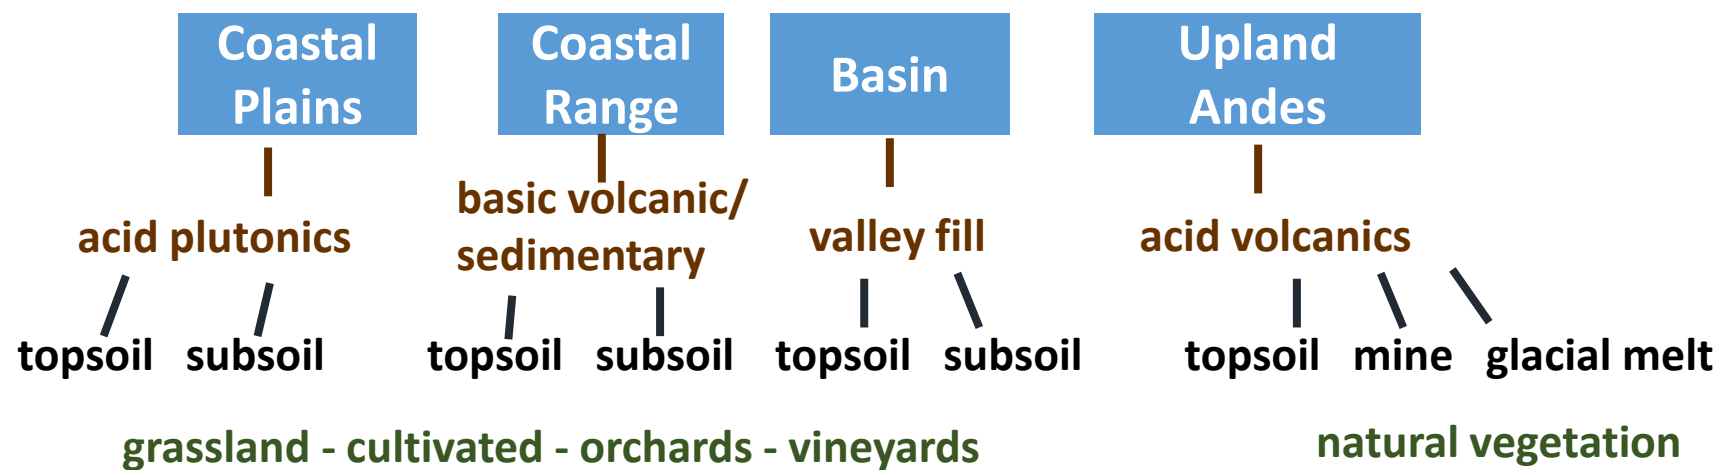 Coastal
Plains
Coastal
Range
Basin
Upland
Andes
acid plutonics
basic volcanic/
sedimentary
valley fill
acid volcanics
topsoil subsoil
topsoil subsoil
topsoil subsoil
topsoil mine glacial melt
grassland - cultivated - orchards - vineyards
natural vegetation